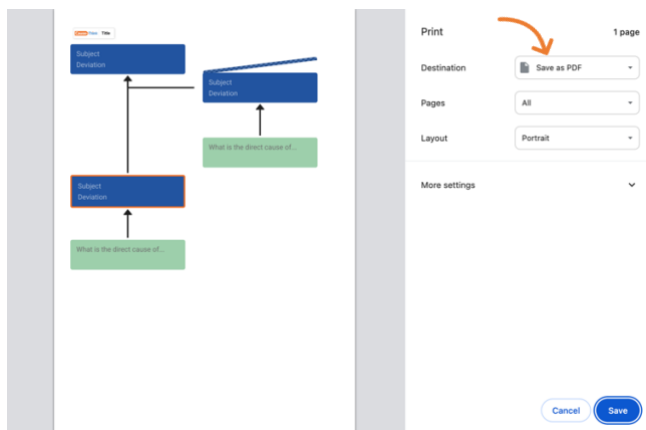 Title
Subject
Deviation
Subject
Deviation
What is the direct cause of...
Subject
Deviation
What is the direct cause of...
Print
1 page
Destination
Save as PDF
Pages
All
Layout
Portrait
More settings
Cancel
Save